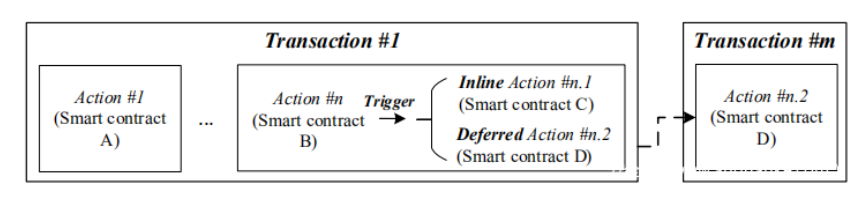 Transaction #1
Transaction #m
Action #1
(Smart contract
A)
...
Action #n
(Smart contract
B)
Trigger
Inline Action #n.1
(Smart contract C)
Deferred Action #n.2
(Smart contract D)
Action #n.2
(Smart contract
D)